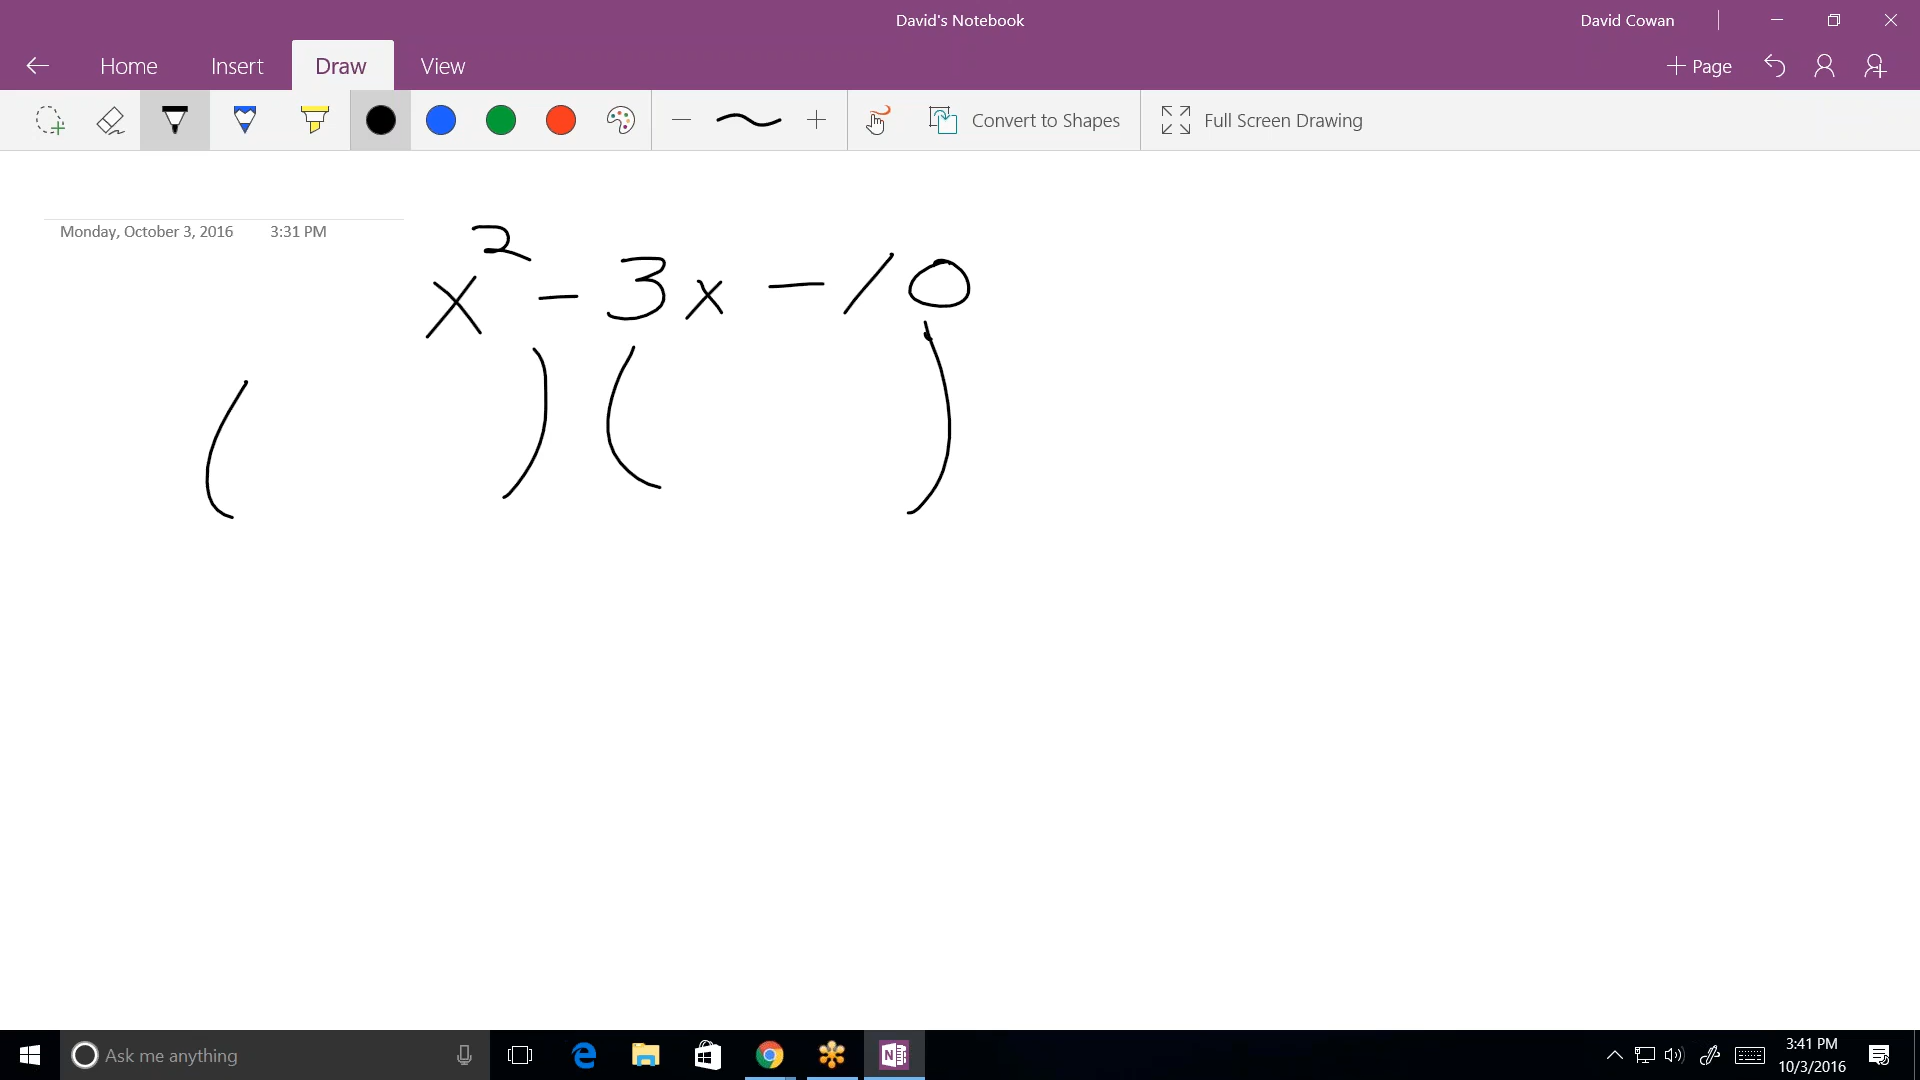 David's Notebook David Cowan
Home Insert Draw View + Page
Convert to Shapes Full Screen Drawing
Monday, October 3, 2016 3:31 PM
x² - 3x - 10
( ) ( )
Ask me anything 3:41 PM
10/3/2016